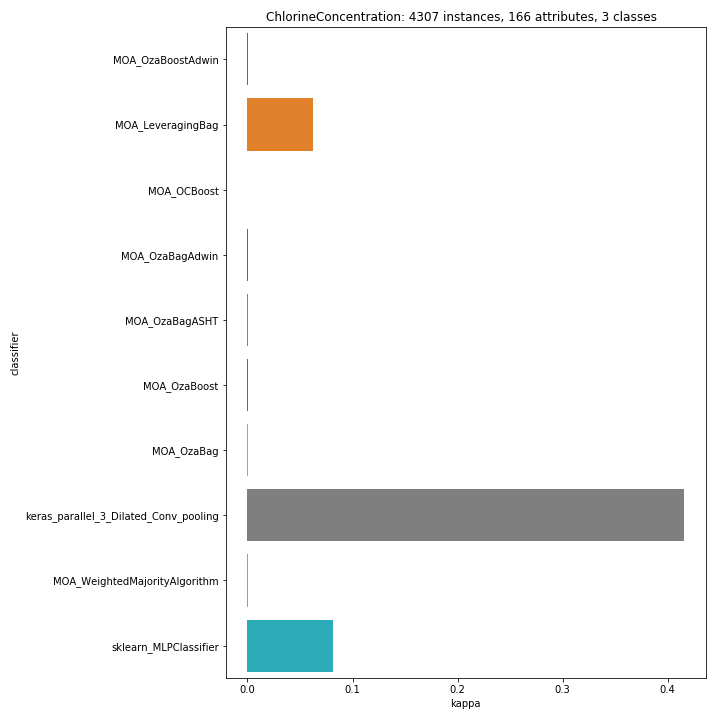 ChlorineConcentration: 4307 instances, 166 attributes, 3 classes
MOA_OzaBoostAdwin
MOA_LeveragingBag
MOA_OCBoost
MOA_OzaBagAdwin
MOA_OzaBagASHT
MOA_OzaBoost
MOA_OzaBag
keras_parallel_3_Dilated_Conv_pooling
MOA_WeightedMajorityAlgorithm
sklearn_MLPClassifier
classifier
0.0 0.1 0.2 0.3 0.4
kappa